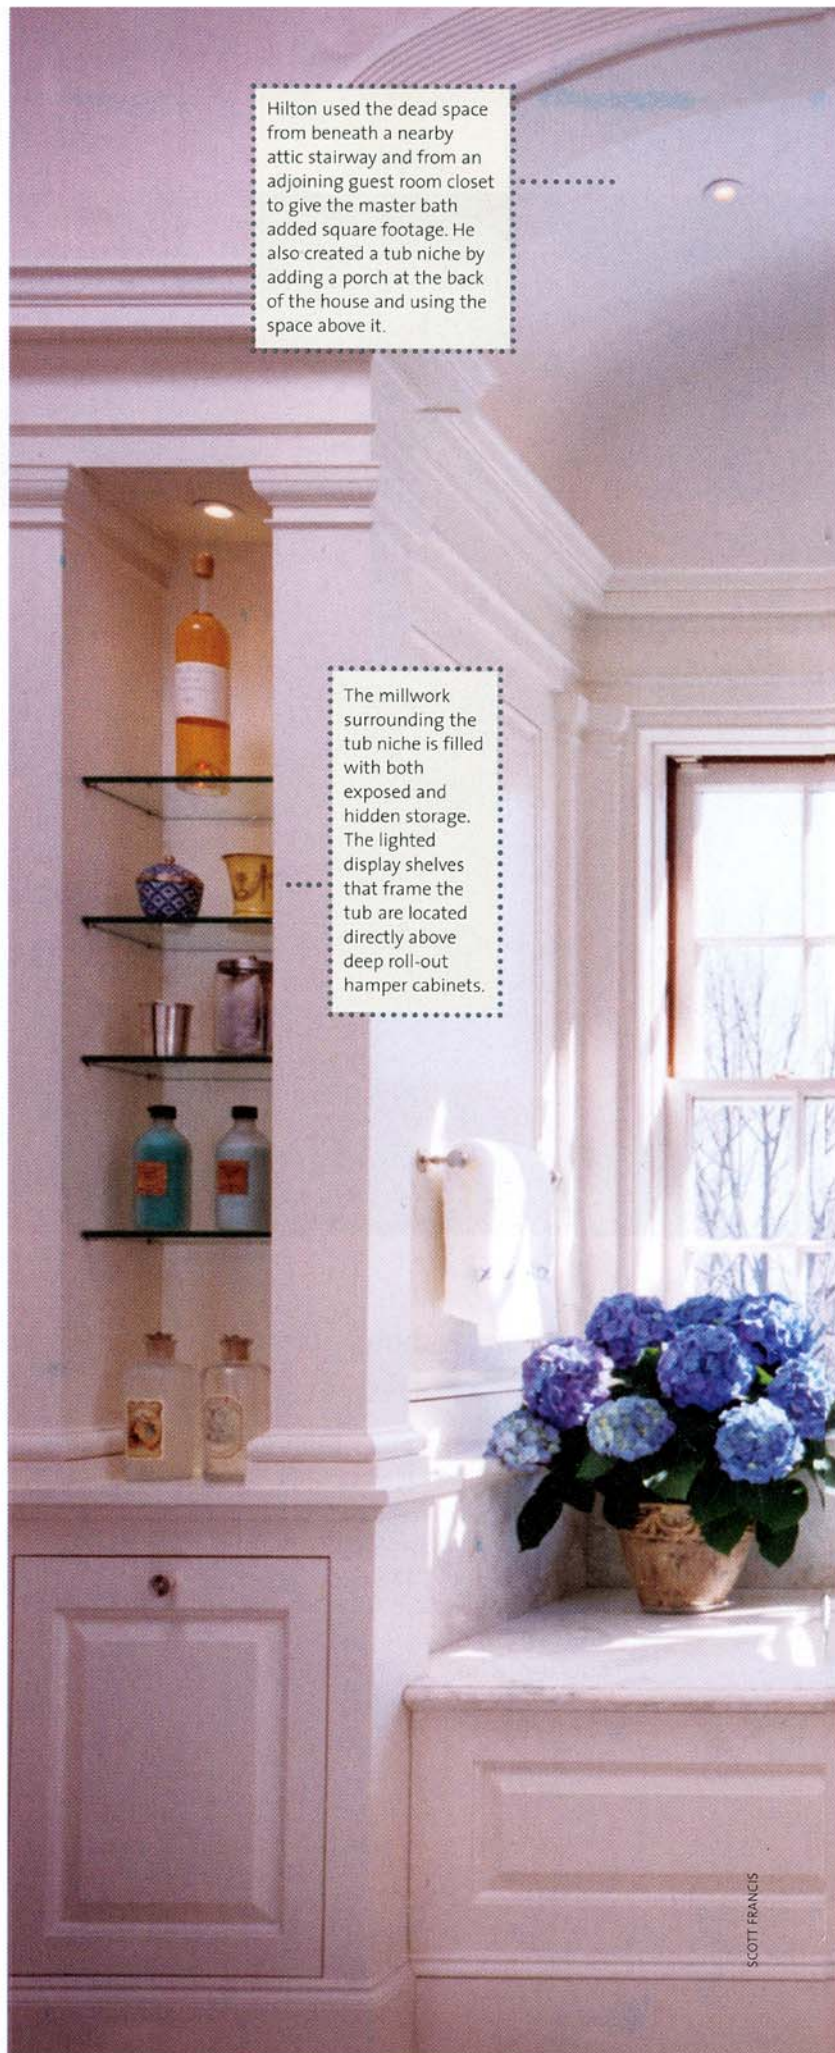 Hilton used the dead space
from beneath a nearby
attic stairway and from an
adjoining guest room closet
to give the master bath
added square footage. He
also created a tub niche by
adding a porch at the back
of the house and using the
space above it.
The millwork
surrounding the
tub niche is filled
with both
exposed and
hidden storage.
The lighted
display shelves
that frame the
tub are located
directly above
deep roll-out
hamper cabinets.
SCOTT FRANCIS